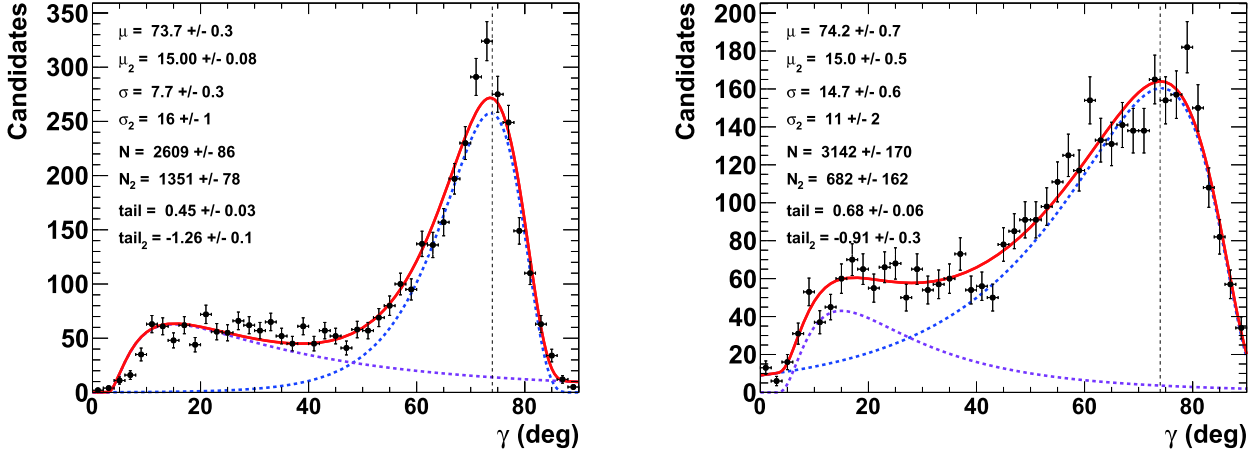 Candidates
350
300
250
200
150
100
50
0
μ = 73.7 +/- 0.3
μ2 = 15.00 +/- 0.08
σ = 7.7 +/- 0.3
σ2 = 16 +/- 1
N = 2609 +/- 86
N2 = 1351 +/- 78
tail = 0.45 +/- 0.03
tail2 = -1.26 +/- 0.1
0 20 40 60 80
γ (deg)
Candidates
200
180
160
140
120
100
80
60
40
20
0
μ = 74.2 +/- 0.7
μ2 = 15.0 +/- 0.5
σ = 14.7 +/- 0.6
σ2 = 11 +/- 2
N = 3142 +/- 170
N2 = 682 +/- 162
tail = 0.68 +/- 0.06
tail2 = -0.91 +/- 0.3
0 20 40 60 80
γ (deg)